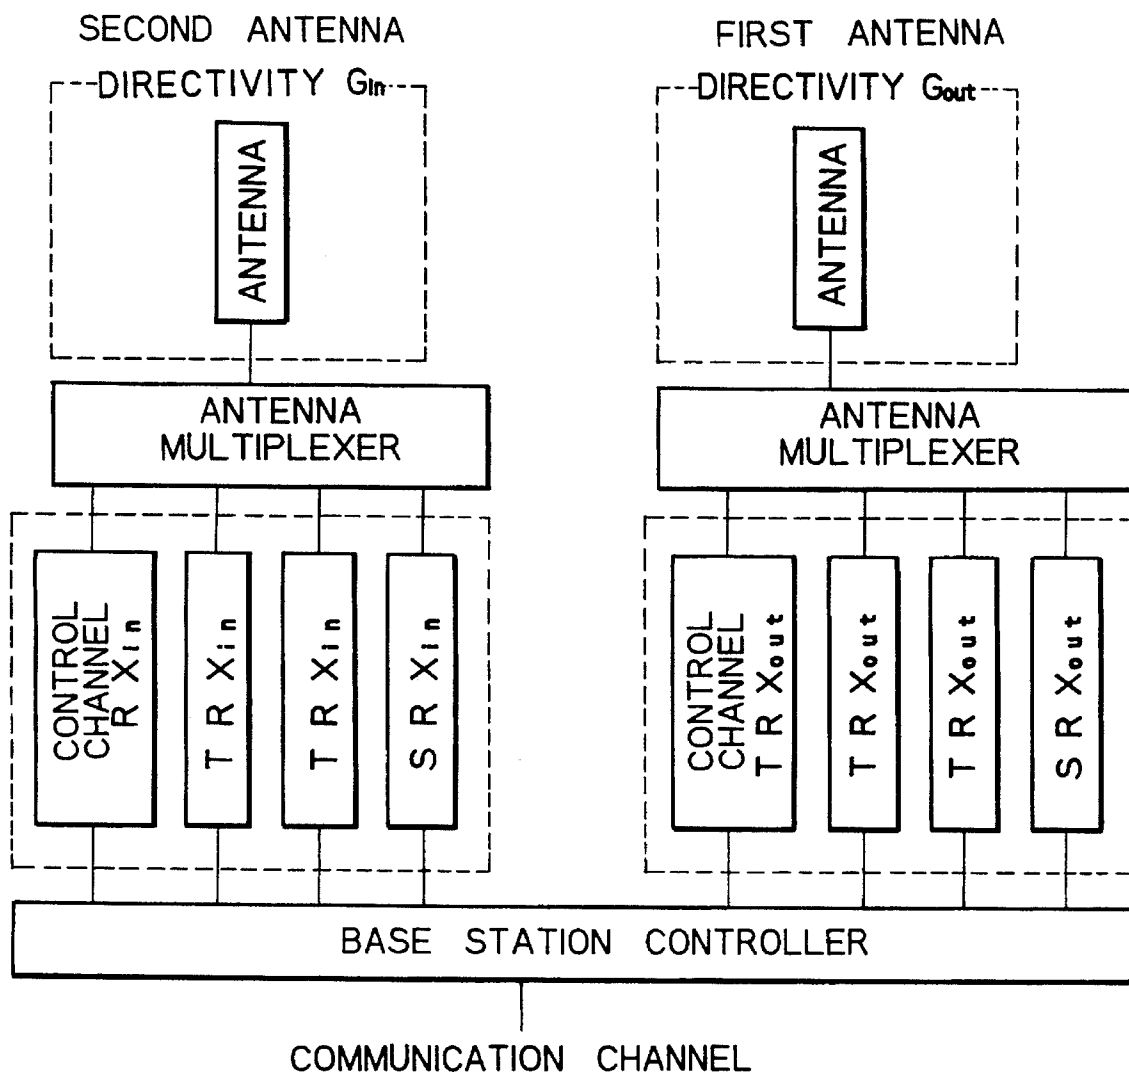 SECOND ANTENNA
DIRECTIVITY Gin
ANTENNA
ANTENNA
MULTIPLEXER
CONTROL
CHANNEL
R Xin
T R Xin
T R Xin
S R Xin
FIRST ANTENNA
DIRECTIVITY Gout
ANTENNA
ANTENNA
MULTIPLEXER
CONTROL
CHANNEL
T R Xout
T R Xout
T R Xout
S R Xout
BASE STATION CONTROLLER
COMMUNICATION CHANNEL